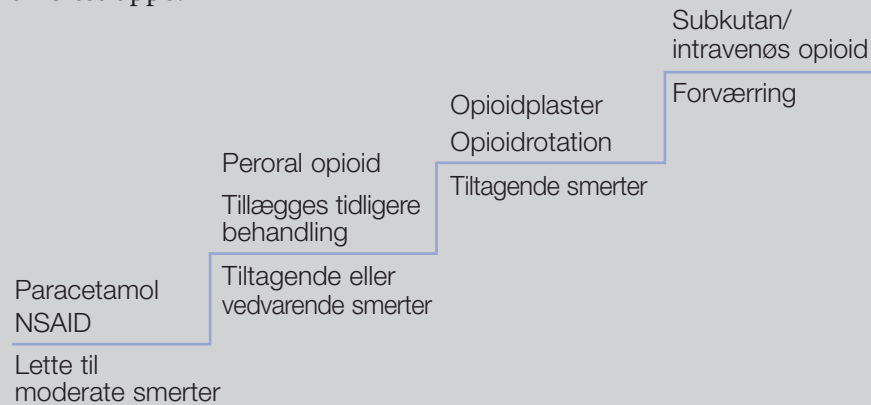 Subkutan/
intravenøs opioid
Forværring
Opioidplaster
Opioidrotation
Tiltagende smerter
Peroral opioid
Tillægges tidligere
behandling
Tiltagende eller
vedvarende smerter
Paracetamol
NSAID
Lette til
moderate smerter